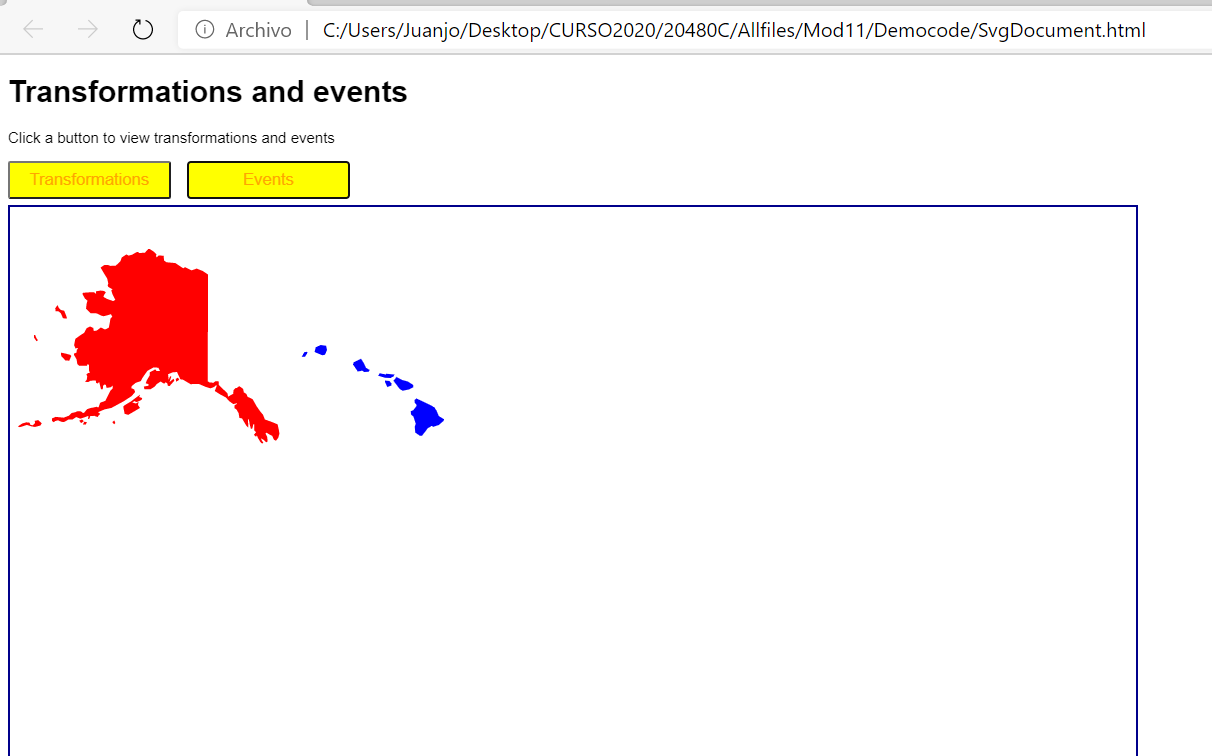 Archivo | C:/Users/Juanjo/Desktop/CURSO2020/20480C/Allfiles/Mod11/Democode/SvgDocument.html
Transformations and events
Click a button to view transformations and events
Transformations Events